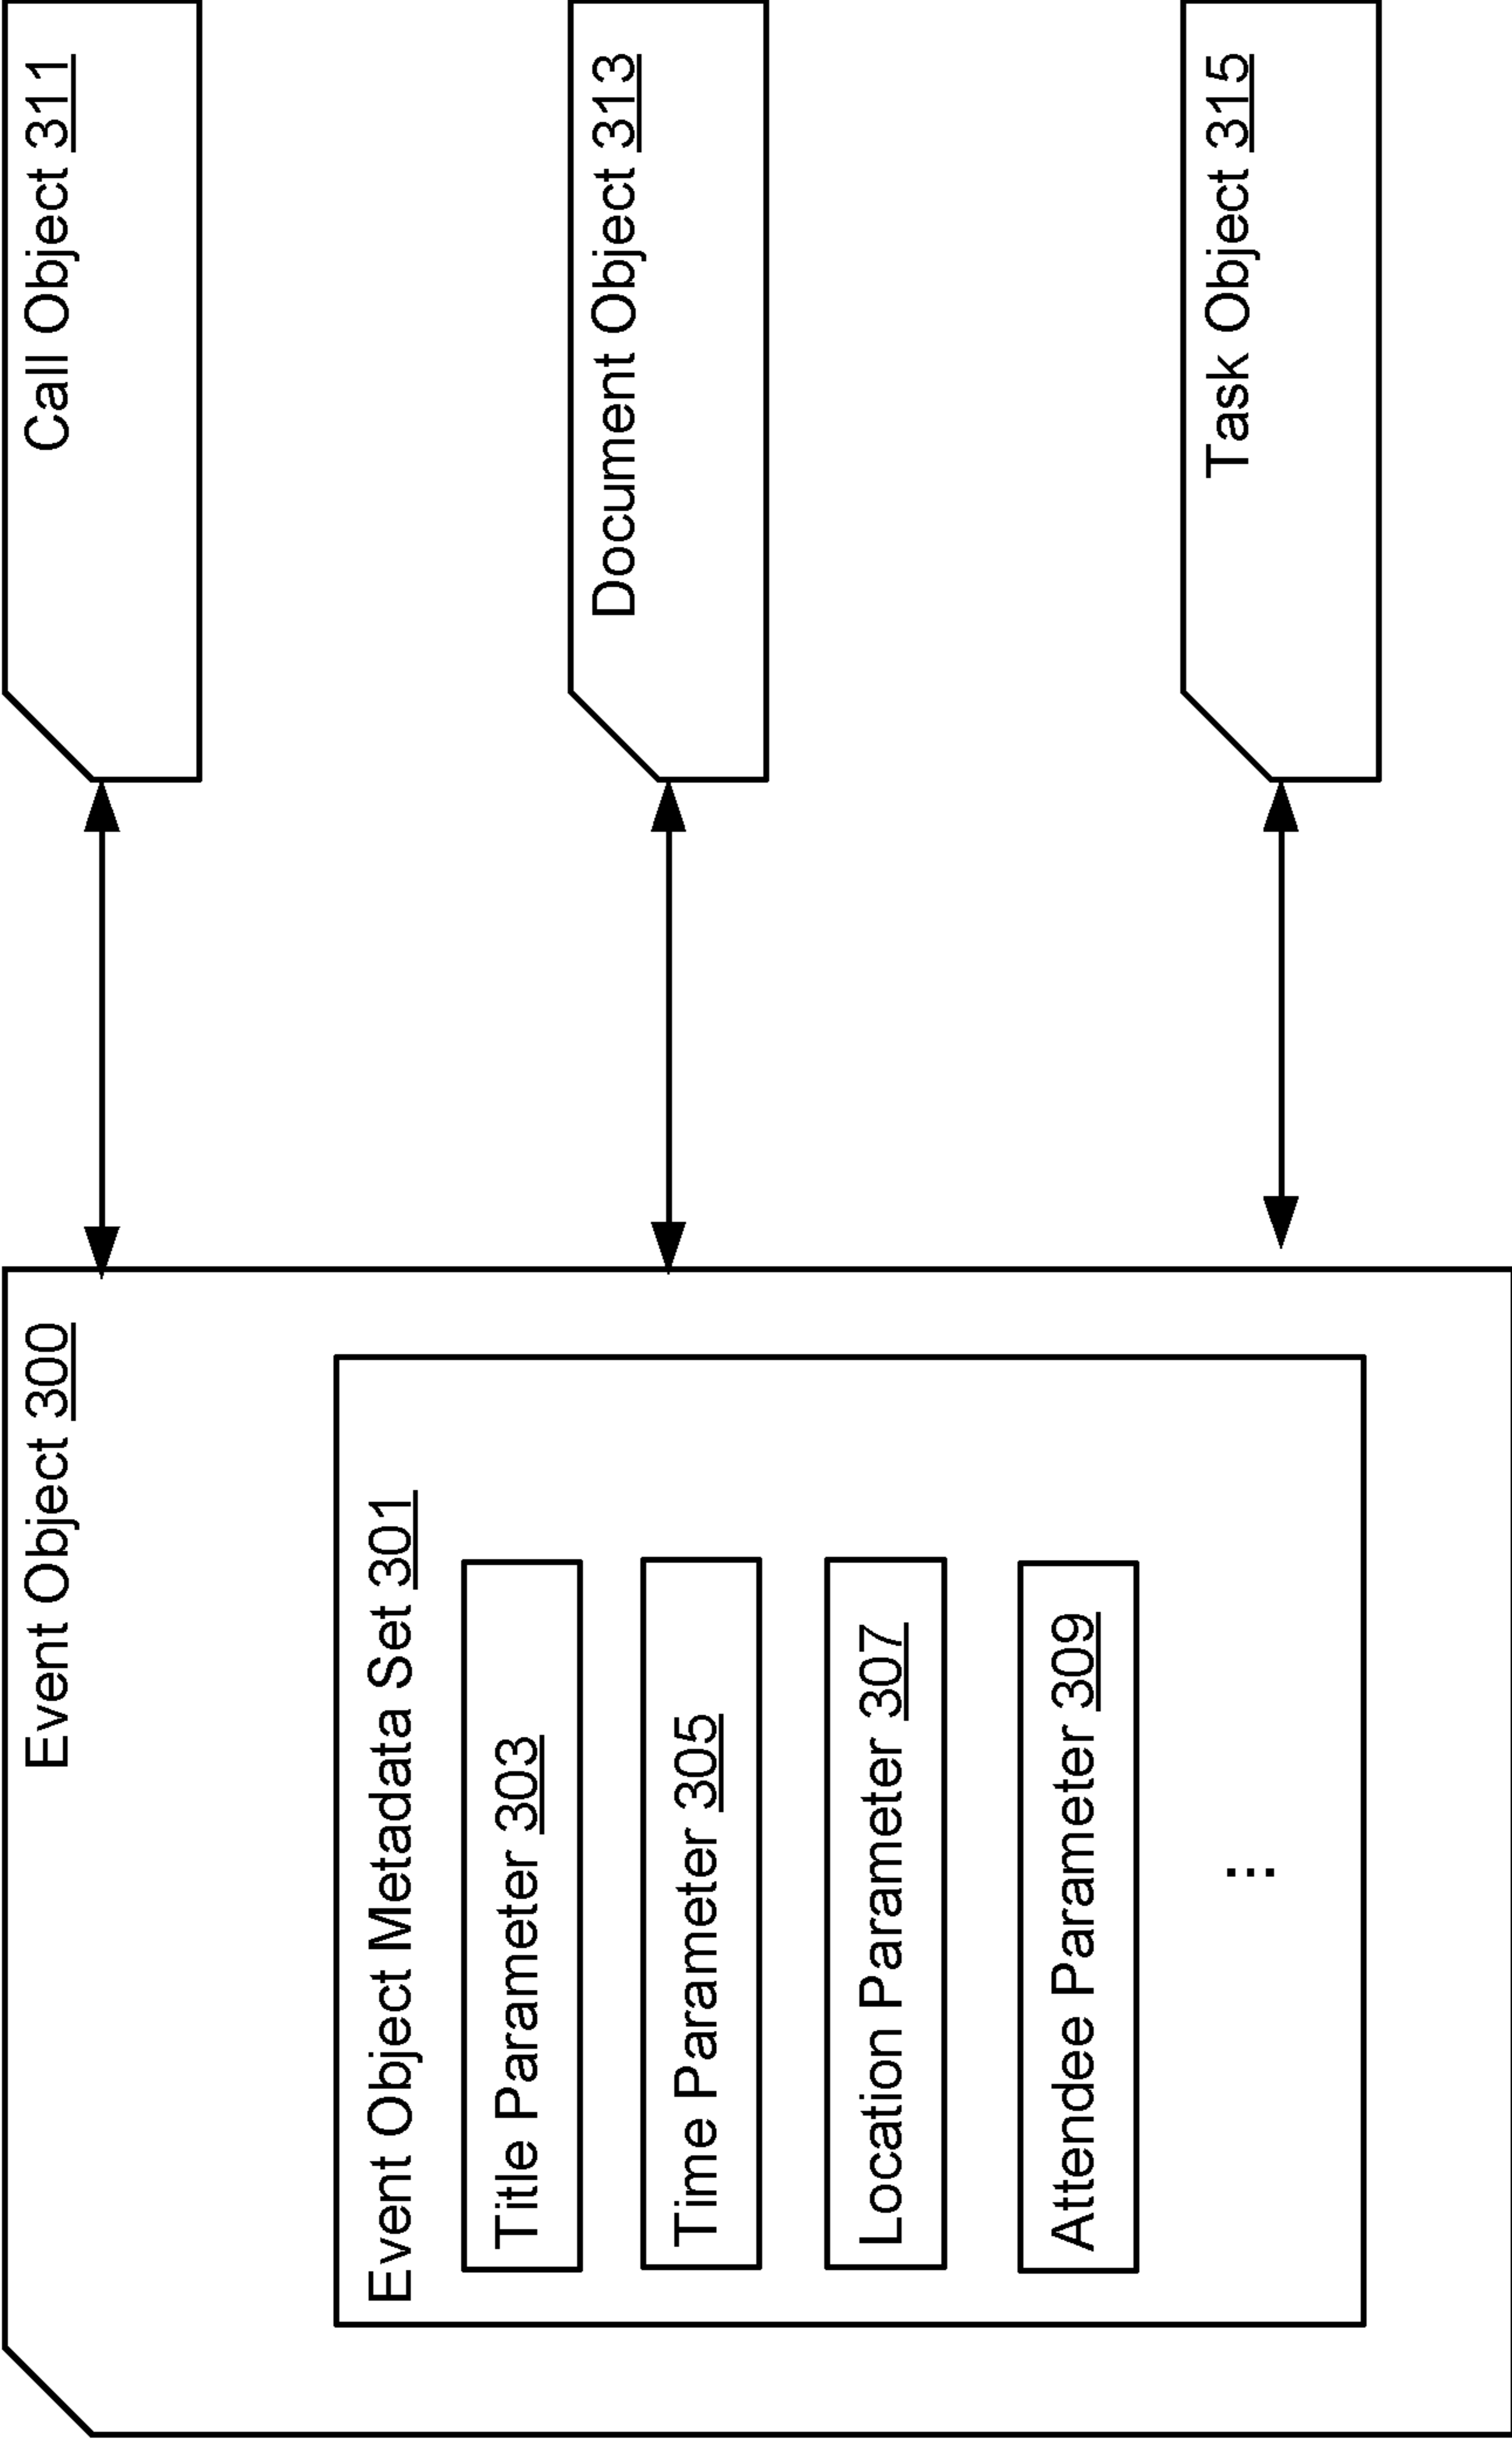 Event Object 300
Event Object Metadata Set 301
Title Parameter 303
Time Parameter 305
Location Parameter 307
Attendee Parameter 309
...
Call Object 311
Document Object 313
Task Object 315